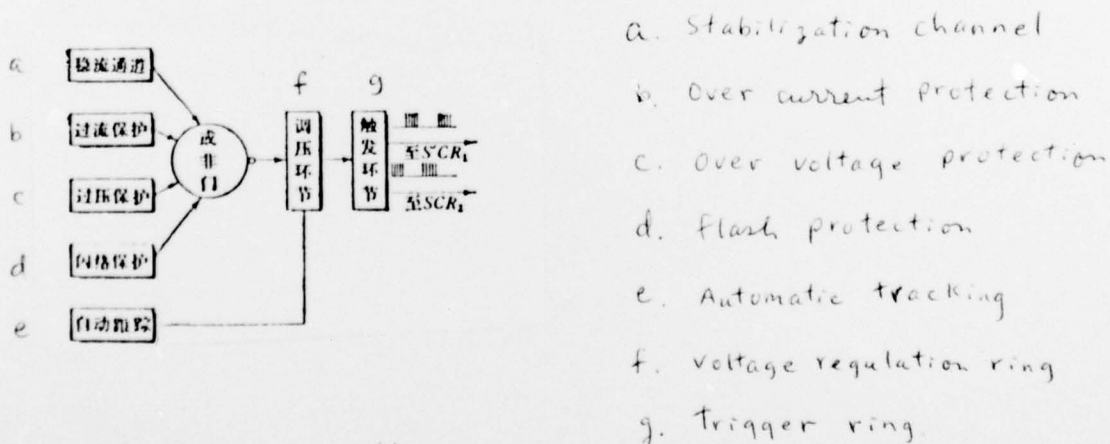 a 稳流通道
b 过流保护
c 过压保护
d 闪络保护
e 自动跟踪
或非门
f
调压环节
g
触发环节
至SCR₁
至SCR₂
a. Stabilization channel
b. Over current protection
c. Over voltage protection
d. flash protection
e. Automatic tracking
f. voltage regulation ring
g. trigger ring